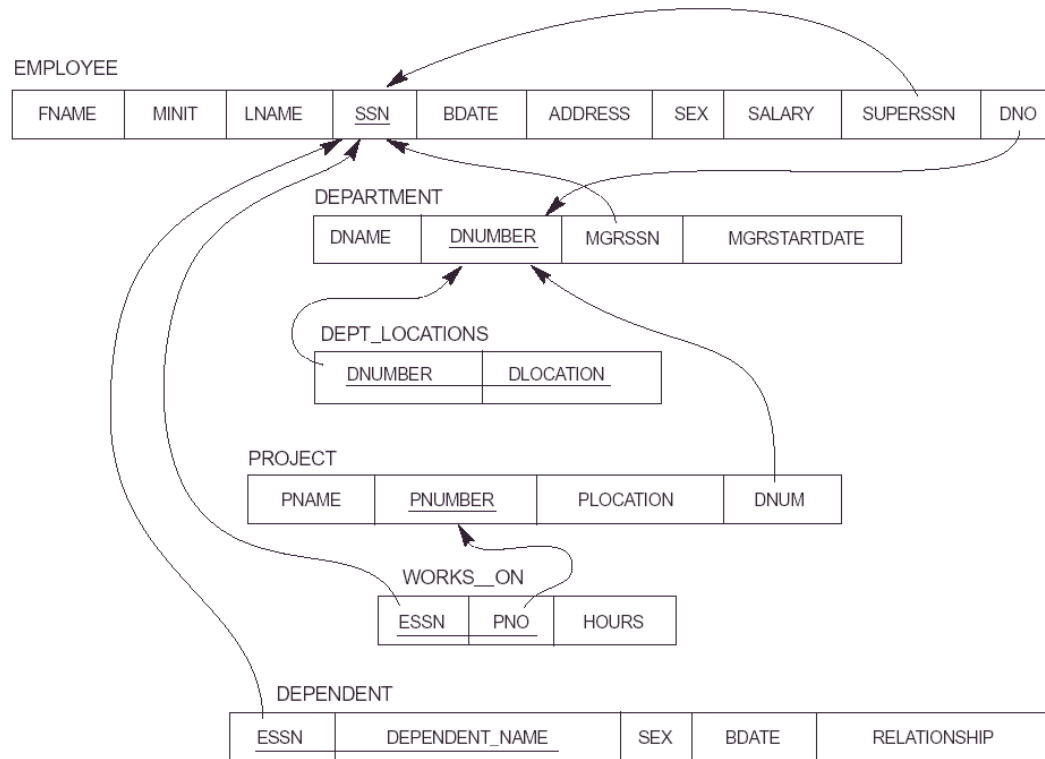 EMPLOYEE
FNAME MINIT LNAME SSN BDATE ADDRESS SEX SALARY SUPERSSN DNO
DEPARTMENT
DNAME DNUMBER MGRSSN MGRSTARTDATE
DEPT_LOCATIONS
DNUMBER DLOCATION
PROJECT
PNAME PNUMBER PLOCATION DNUM
WORKS__ON
ESSN PNO HOURS
DEPENDENT
ESSN DEPENDENT_NAME SEX BDATE RELATIONSHIP